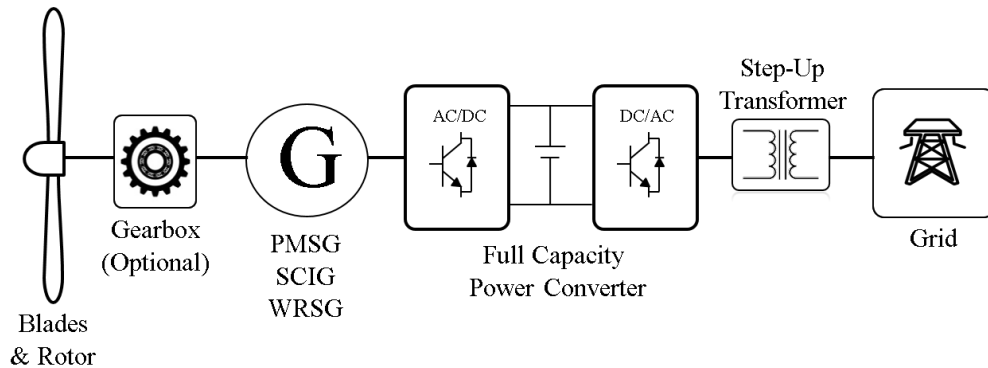 Blades
& Rotor
Gearbox
(Optional)
G
PMSG
SCIG
WRSG
AC/DC
DC/AC
Full Capacity
Power Converter
Step-Up
Transformer
Grid